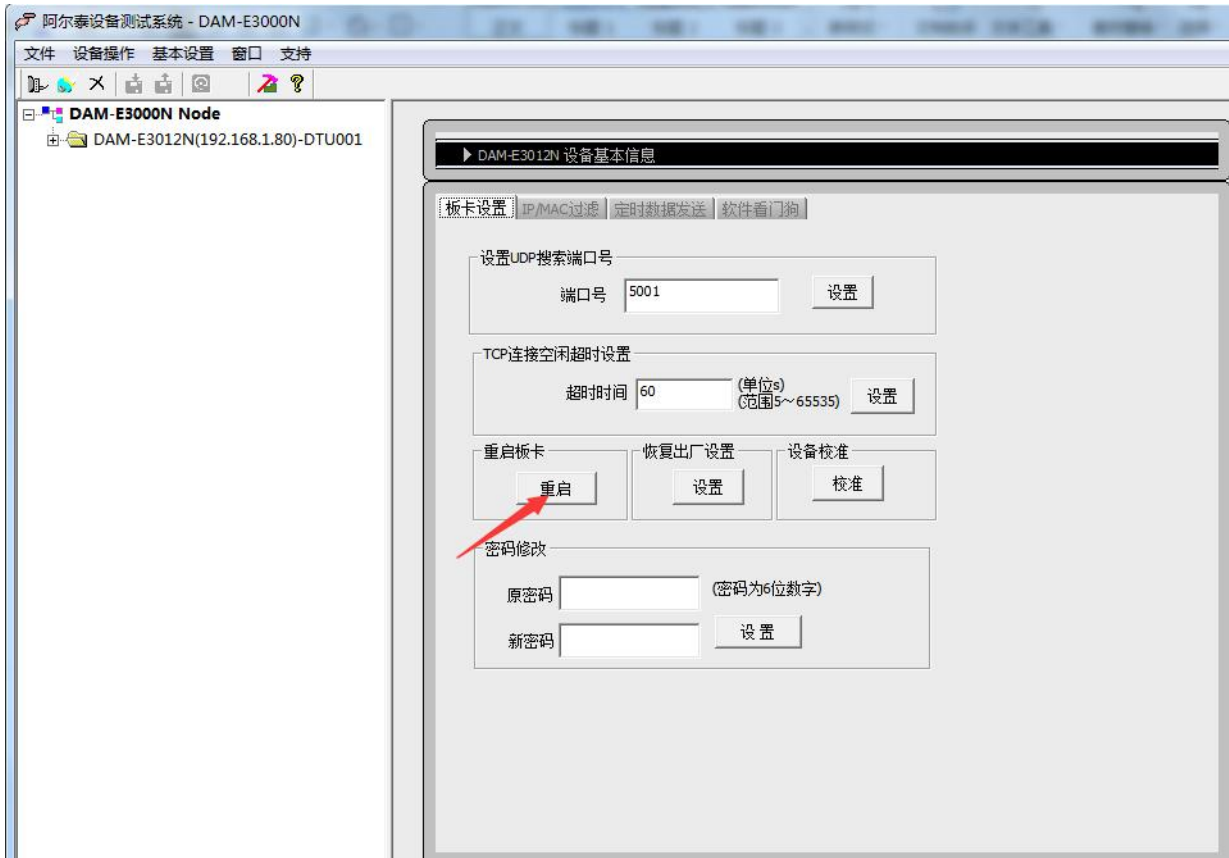 阿尔泰设备测试系统 - DAM-E3000N
文件 设备操作 基本设置 窗口 支持
DAM-E3000N Node
DAM-E3012N(192.168.1.80)-DTU001
DAM-E3012N 设备基本信息
板卡设置 IP/MAC过滤 定时数据发送 软件看门狗
设置UDP搜索端口号
端口号 5001 设置
TCP连接空闲超时设置
超时时间 60 (单位s)
(范围5～65535) 设置
重启板卡 恢复出厂设置 设备校准
重启 设置 校准
密码修改
原密码 (密码为6位数字)
新密码 设 置